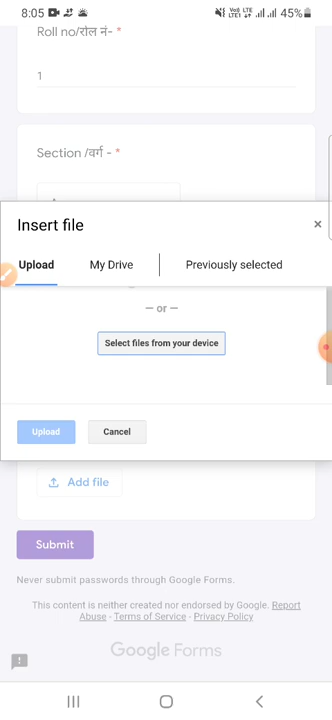 8:05
Vo) LTE
LTE1
45%
Roll no/रोल नं- *
1
Section /वर्ग - *
Insert file
×
Upload
My Drive
Previously selected
— or —
Select files from your device
Upload
Cancel
Add file
Submit
Never submit passwords through Google Forms.
This content is neither created nor endorsed by Google. Report
Abuse - Terms of Service - Privacy Policy
Google Forms